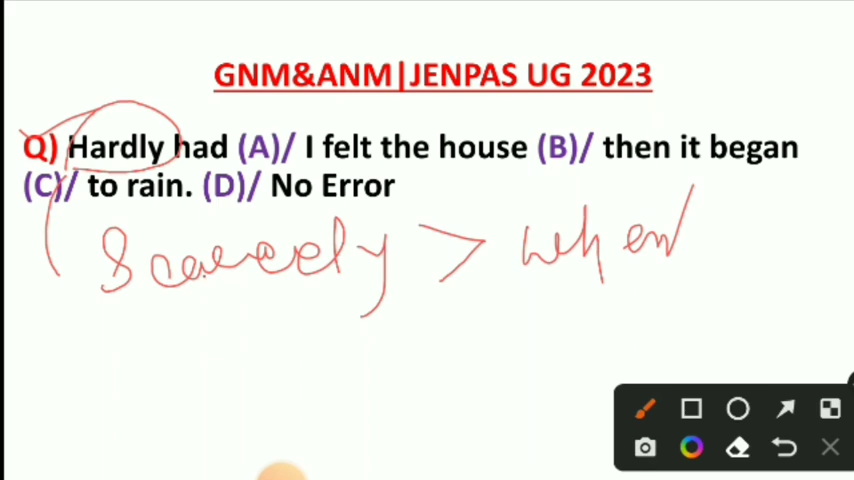 GNM&ANM|JENPAS UG 2023
Q) Hardly had (A)/ I felt the house (B)/ then it began
(C)/ to rain. (D)/ No Error
Scarcely > when